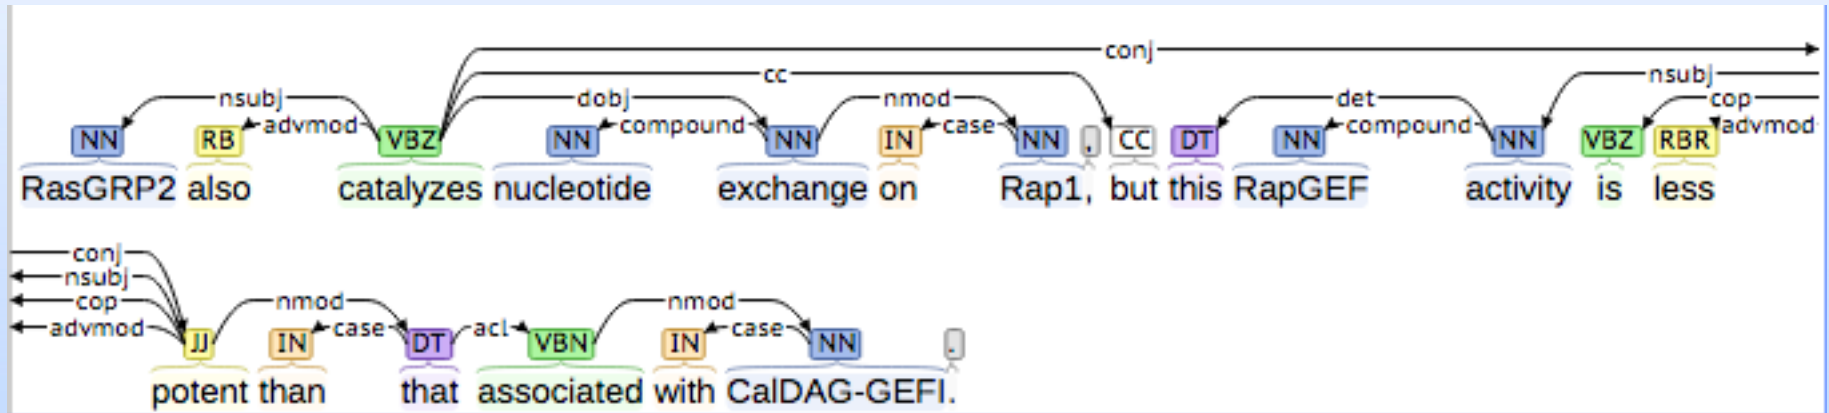 conj
cc nsubj
nsubj dobj nmod det cop
advmod compound case compound advmod
NN RB VBZ NN NN IN NN , CC DT NN NN VBZ RBR
RasGRP2 also catalyzes nucleotide exchange on Rap1, but this RapGEF activity is less
conj
nsubj
cop nmod nmod
advmod case acl case
JJ IN DT VBN IN NN .
potent than that associated with CalDAG-GEFI.